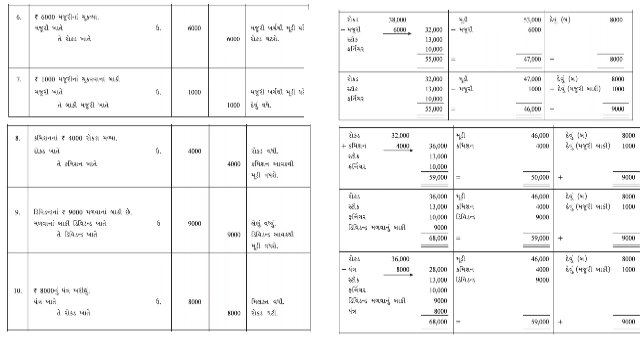 6. ₹ 6000 મજૂરીનાં ચૂકવ્યા.
મજૂરી ખાતે ઉ. 6000 મજૂરી ખર્ચથી મૂડી
તે રોકડ ખાતે 6000 રોકડ ઘટશે.
7. ₹ 1000 મજૂરીના ચૂકવવાના બાકી
મજૂરી ખાતે ઉ. 1000 મજૂરી ખર્ચથી મૂડી
તે બાકી મજૂરી ખાતે 1000 દેવું વધે.
8. કમિશનનાં ₹ 4000 રોકડા મળ્યા.
રોકડ ખાતે ઉ. 4000 રોકડ વધી.
તે કમિશન ખાતે 4000 કમિશન આવકથી
મૂડી વધશે.
9. ડિવિડન્ડના ₹ 9000 મળવાનાં બાકી છે.
મળવાનાં બાકી ડિવિડન્ડ ખાતે ઉ. 9000 લેણું વધ્યું.
તે ડિવિડન્ડ ખાતે 9000 ડિવિડન્ડ આવકથી
મૂડી વધશે.
10. ₹ 8000નું યંત્ર ખરીદ્યું.
યંત્ર ખાતે ઉ. 8000 મિલકત વધી.
તે રોકડ ખાતે 8000 રોકડ ઘટી.
રોકડ 38,000 મૂડી 53,000 દેવું (બ) 8000
– મજૂરી 6000 32,000 – મજૂરી 6000
સ્ટૉક 13,000
ફર્નિચર 10,000
55,000 = 47,000 = 8000
રોકડ 32,000 મૂડી 47,000 દેવું (બ) 8000
સ્ટૉક 13,000 – મજૂરી 1000 – દેવું (મજૂરી બાકી) 1000
ફર્નિચર 10,000
55,000 = 46,000 = 9000
રોકડ 32,000 મૂડી 46,000 દેવું (બ) 8000
+ કમિશન 4000 36,000 કમિશન 4000 દેવું (મજૂરી બાકી) 1000
સ્ટૉક 13,000
ફર્નિચર 10,000
59,000 = 50,000 + 9000
રોકડ 36,000 મૂડી 46,000 દેવું (બ) 8000
સ્ટૉક 13,000 કમિશન 4000 દેવું (મજૂરી બાકી) 1000
ફર્નિચર 10,000 ડિવિડન્ડ 9000
ડિવિડન્ડ મળવાનું બાકી 9000
68,000 = 59,000 + 9000
રોકડ 36,000 મૂડી 46,000 દેવું (બ) 8000
– યંત્ર 8000 28,000 કમિશન 4000 દેવું (મજૂરી બાકી) 1000
સ્ટૉક 13,000 ડિવિડન્ડ 9000
ફર્નિચર 10,000
ડિવિડન્ડ મળવાનું બાકી 9000
યંત્ર 8000
68,000 = 59,000 + 9000